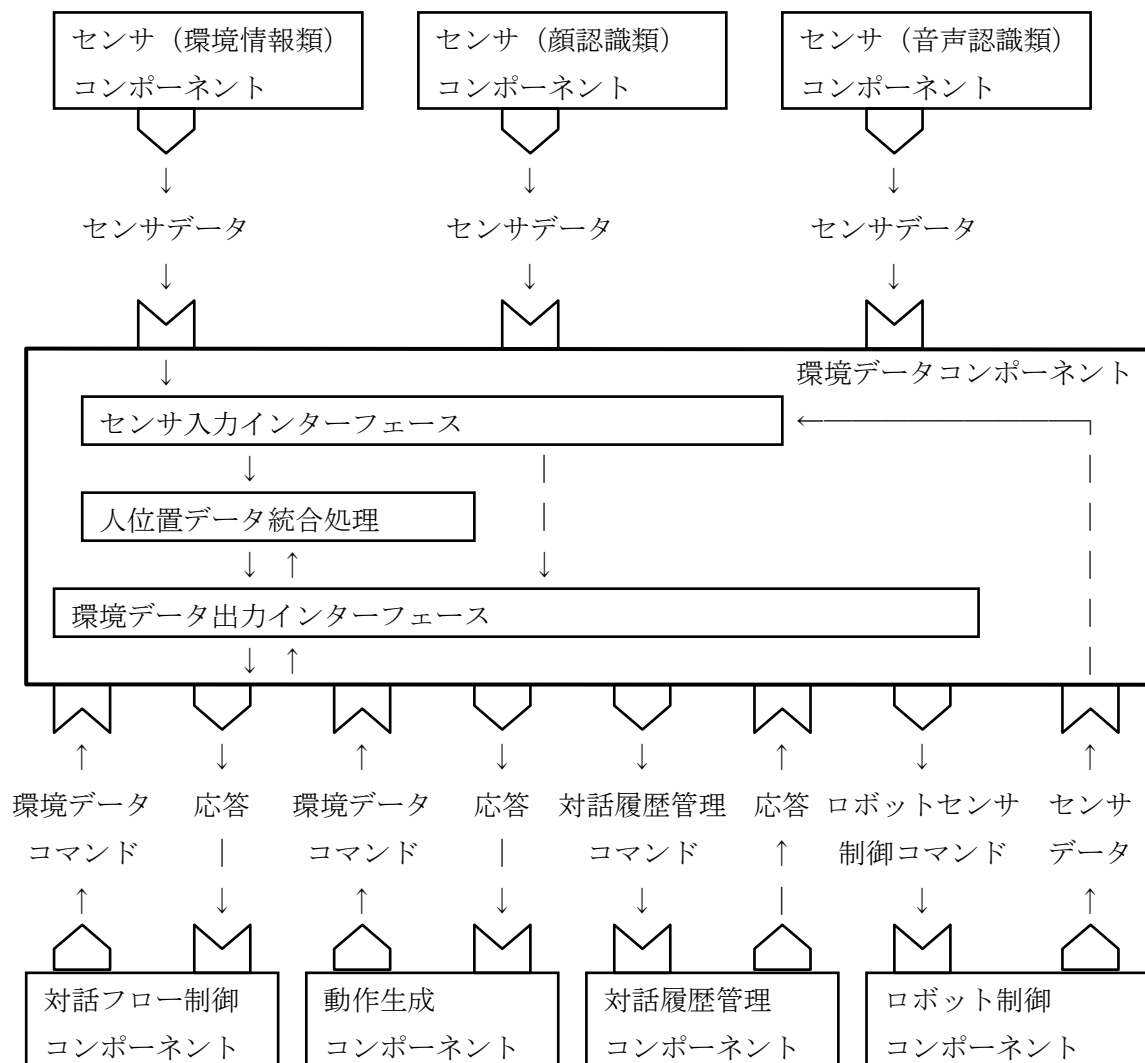 センサ（環境情報類）
コンポーネント
センサ（顔認識類）
コンポーネント
センサ（音声認識類）
コンポーネント
センサデータ
センサデータ
センサデータ
環境データコンポーネント
センサ入力インターフェース
人位置データ統合処理
環境データ出力インターフェース
環境データ
コマンド
応答
環境データ
コマンド
応答
対話履歴管理
コマンド
応答
ロボットセンサ
制御コマンド
センサ
データ
対話フロー制御
コンポーネント
動作生成
コンポーネント
対話履歴管理
コンポーネント
ロボット制御
コンポーネント